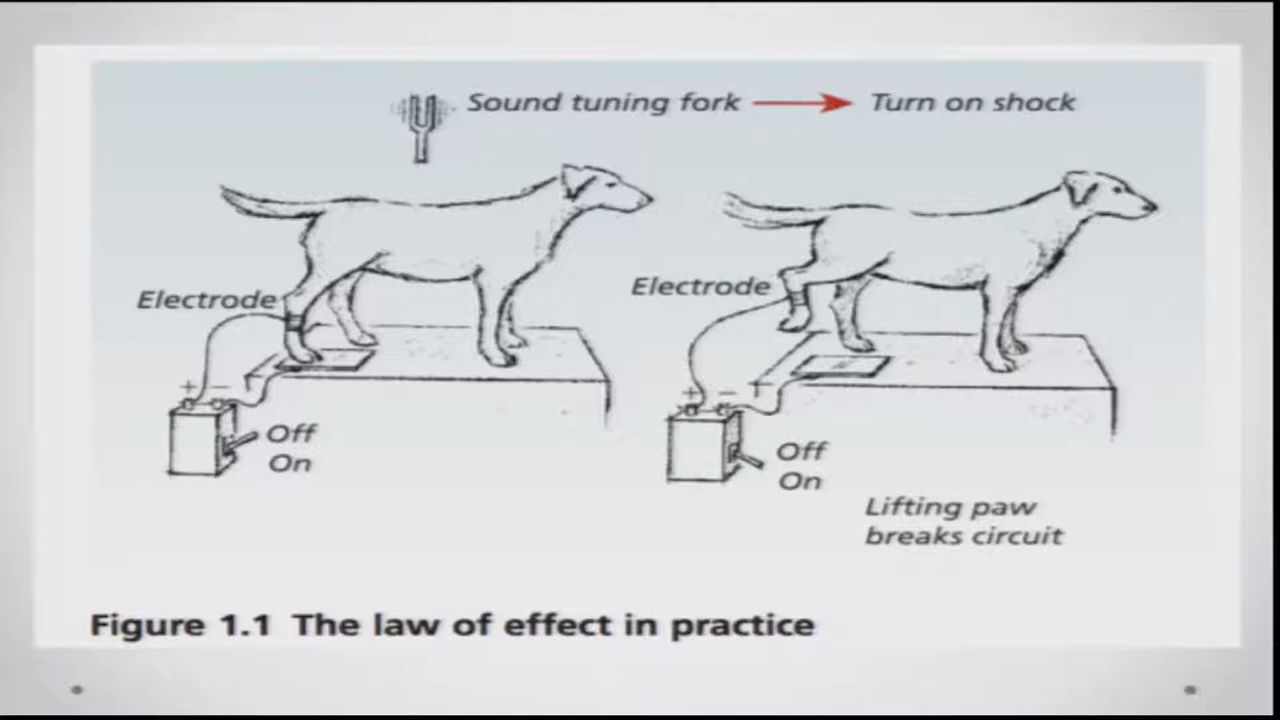 Sound tuning fork → Turn on shock
Electrode
Electrode
+ −
+ −
Off
On
Off
On
Lifting paw
breaks circuit
Figure 1.1 The law of effect in practice